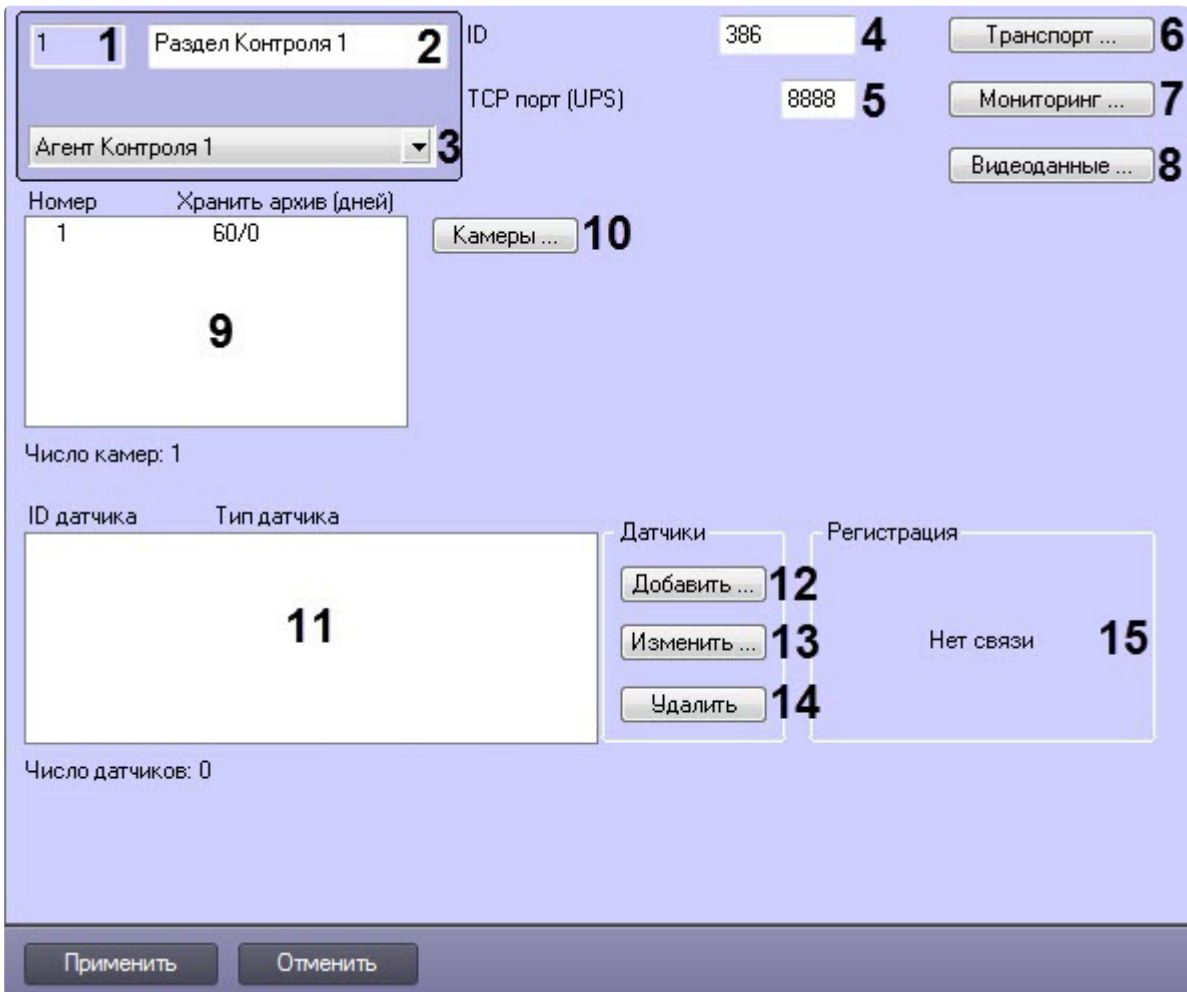 1 1 Раздел Контроля 1 2 ID 386 4 Транспорт ... 6
TCP порт (UPS) 8888 5 Мониторинг ... 7
Агент Контроля 1 3
Видеоданные ... 8
Номер Хранить архив (дней)
1 60/0 Камеры ... 10
9
Число камер: 1
ID датчика Тип датчика
Датчики Регистрация
Добавить ... 12
11 Изменить ... 13 Нет связи 15
Удалить 14
Число датчиков: 0
Применить Отменить